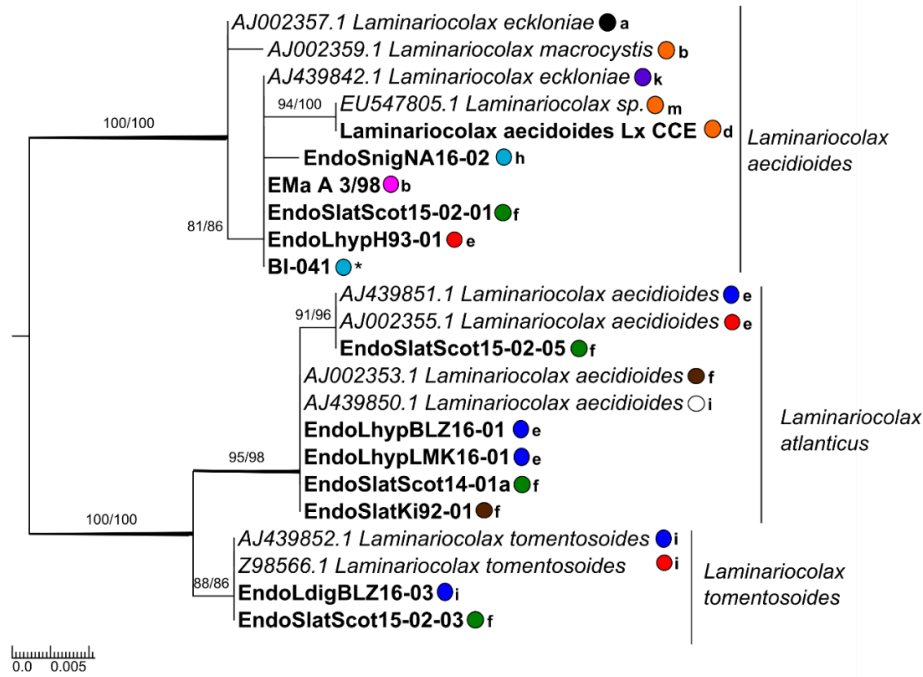 AJ002357.1 Laminariocolax eckloniae a
AJ002359.1 Laminariocolax macrocystis b
AJ439842.1 Laminariocolax eckloniae k
94/100
EU547805.1 Laminariocolax sp. m
100/100
Laminariocolax aecidoides Lx CCE d
Laminariocolax
aecidioides
EndoSnigNA16-02 h
EMa A 3/98 b
EndoSlatScot15-02-01 f
81/86
EndoLhypH93-01 e
BI-041 *
AJ439851.1 Laminariocolax aecidioides e
91/96
AJ002355.1 Laminariocolax aecidioides e
EndoSlatScot15-02-05 f
AJ002353.1 Laminariocolax aecidioides f
AJ439850.1 Laminariocolax aecidioides i
Laminariocolax
atlanticus
EndoLhypBLZ16-01 e
EndoLhypLMK16-01 e
95/98
EndoSlatScot14-01a f
EndoSlatKi92-01 f
100/100
AJ439852.1 Laminariocolax tomentosoides i
Z98566.1 Laminariocolax tomentosoides i
88/86
EndoLdigBLZ16-03 i
Laminariocolax
tomentosoides
EndoSlatScot15-02-03 f
0.0 0.005